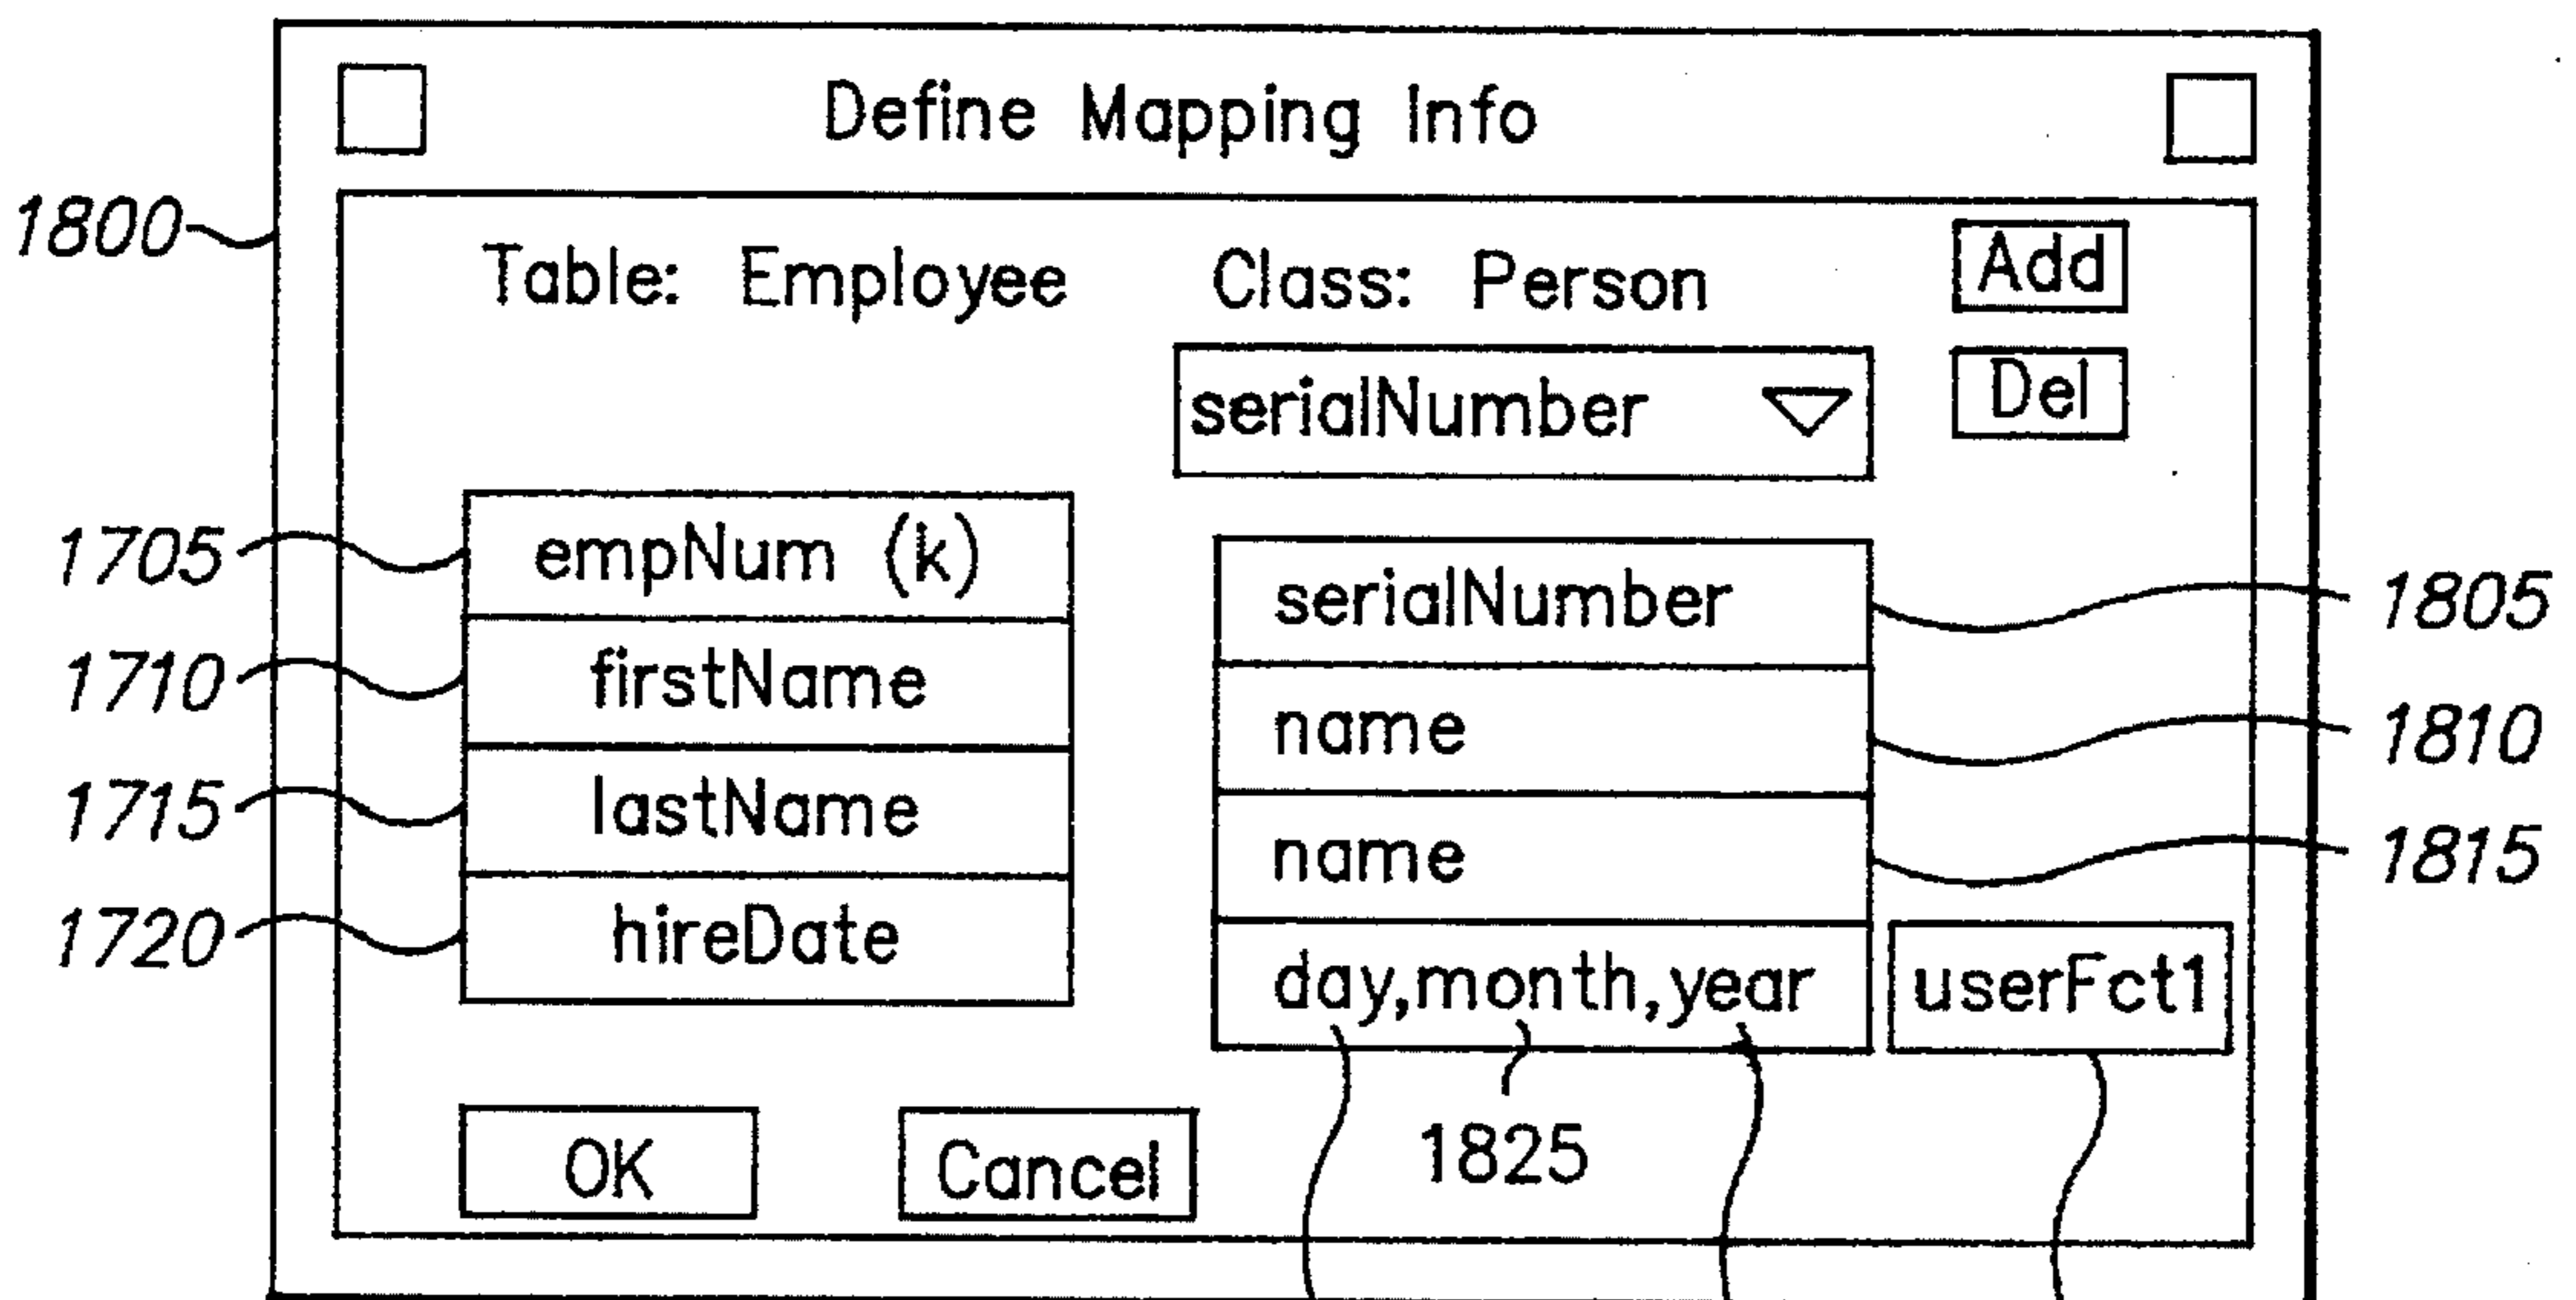 Define Mapping Info
1800
Table: Employee Class: Person Add
serialNumber Del
1705 empNum (k) serialNumber 1805
1710 firstName name 1810
1715 lastName name 1815
1720 hireDate day,month,year userFct1
OK Cancel 1825